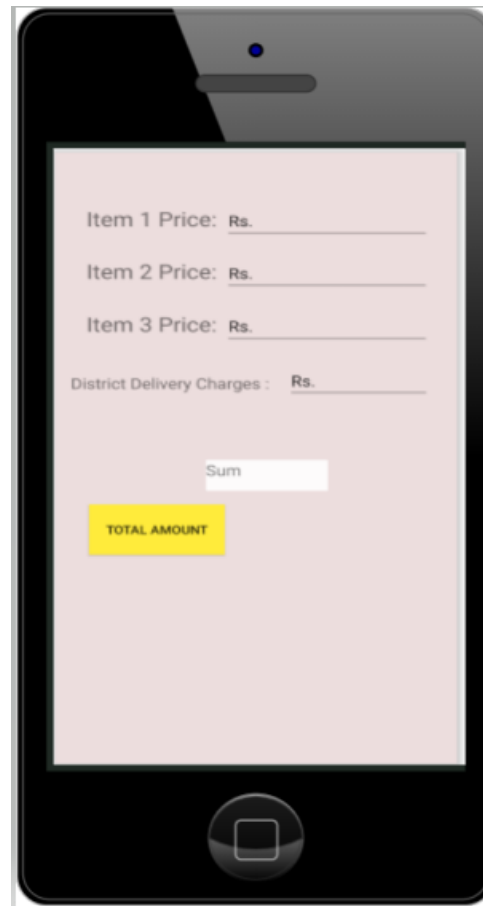 Item 1 Price: Rs.
Item 2 Price: Rs.
Item 3 Price: Rs.
District Delivery Charges : Rs.
Sum
TOTAL AMOUNT